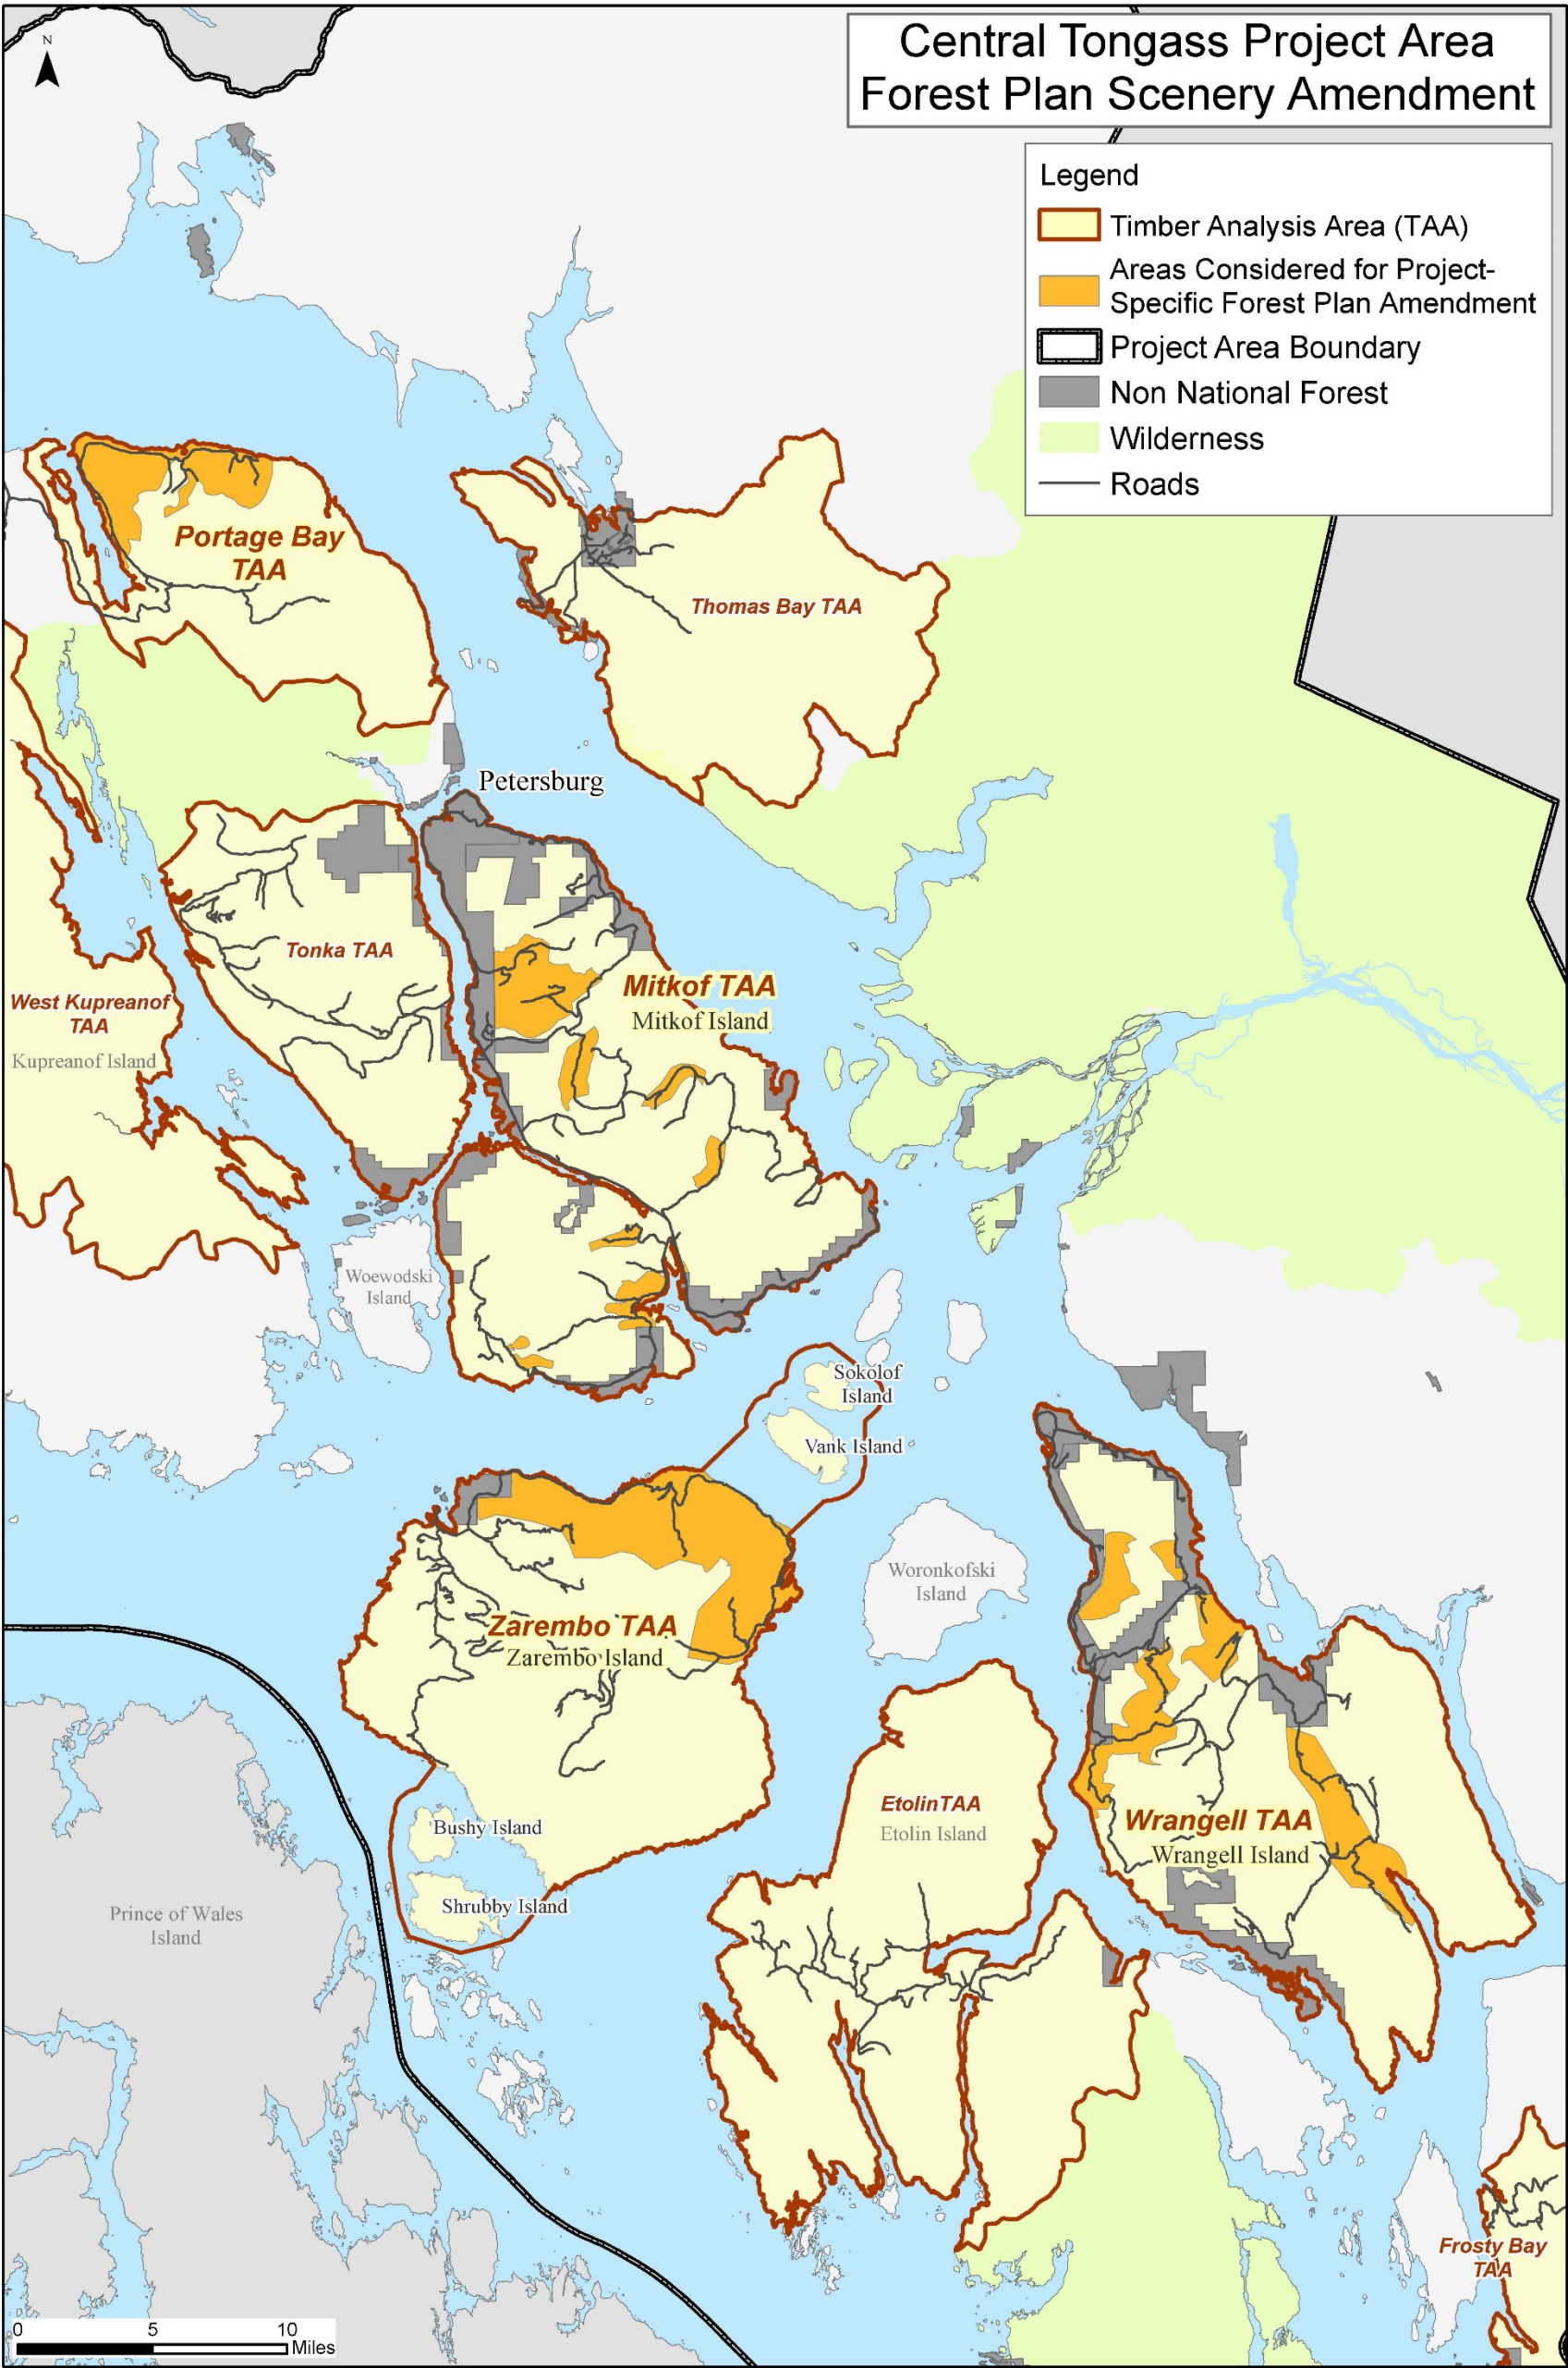 Central Tongass Project Area
Forest Plan Scenery Amendment
N
Legend
Timber Analysis Area (TAA)
Areas Considered for Project-
Specific Forest Plan Amendment
Project Area Boundary
Non National Forest
Wilderness
Roads
Portage Bay
TAA
Thomas Bay TAA
Petersburg
Tonka TAA
Mitkof TAA
Mitkof Island
West Kupreanof
TAA
Kupreanof Island
Woewodski
Island
Sokolof
Island
Vank Island
Woronkofski
Island
Zarembo TAA
Zarembo Island
EtolinTAA
Etolin Island
Wrangell TAA
Wrangell Island
Bushy Island
Shrubby Island
Prince of Wales
Island
Frosty Bay
TAA
0 5 10
Miles